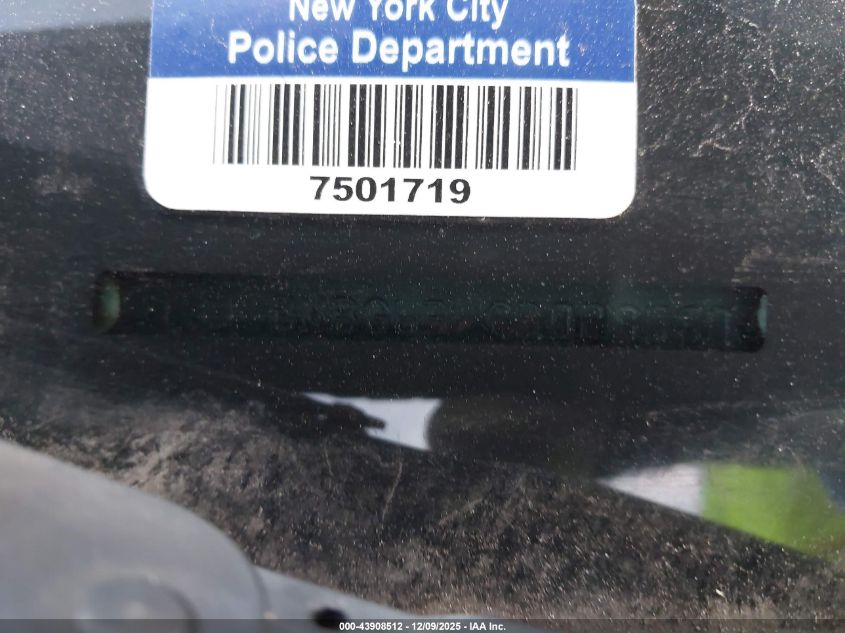 New York City
Police Department
7501719
000-43908512 - 12/09/2025 - IAA Inc.